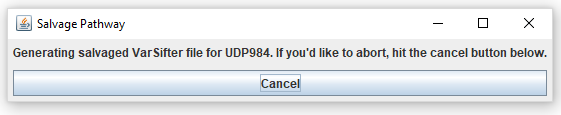 Salvage Pathway
Generating salvaged VarSifter file for UDP984. If you'd like to abort, hit the cancel button below.
Cancel